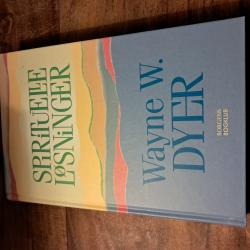 SPIRITUELLE
LØSNINGER
Wayne W.
DYER
BORGENS
BOGKLUB